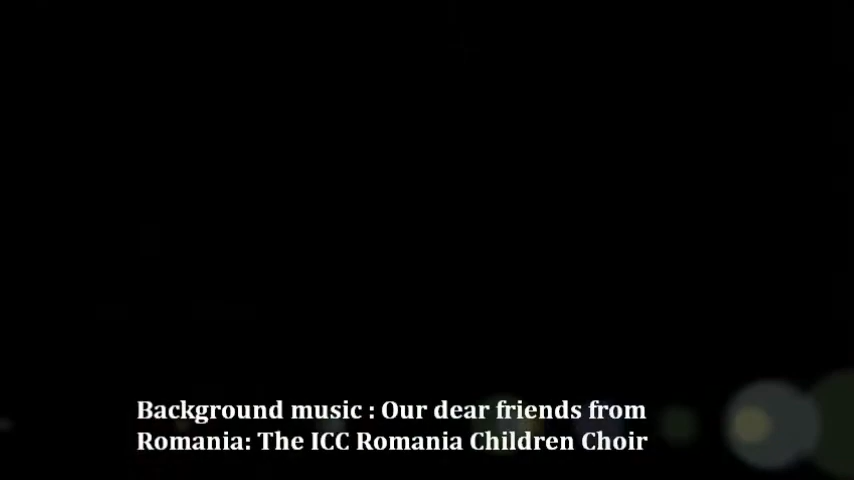 Background music : Our dear friends from
Romania: The ICC Romania Children Choir